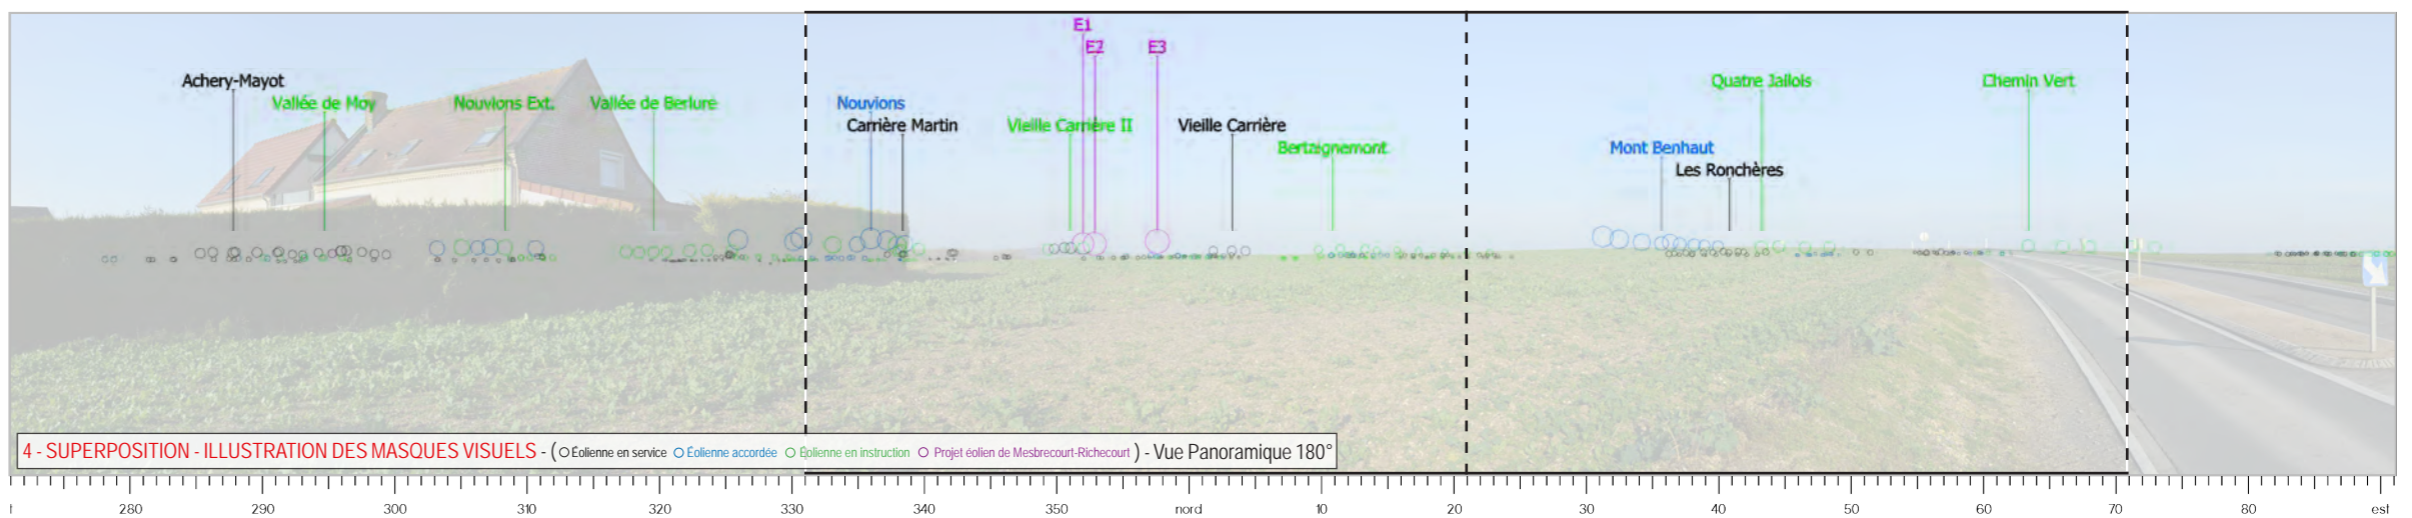 E1
E2
E3
Achery-Mayot
Quatre Jallois
Chemin Vert
Vallée de Moy
Nouvions Ext.
Vallée de Berlure
Nouvions
Carrière Martin
Vieille Carrière II
Vieille Carrière
Bertaignemont
Mont Benhaut
Les Ronchères
4 - SUPERPOSITION - ILLUSTRATION DES MASQUES VISUELS - ( Éolienne en service Éolienne accordée Éolienne en instruction Projet éolien de Mesbrecourt-Richecourt ) - Vue Panoramique 180°
280 290 300 310 320 330 340 350 nord 10 20 30 40 50 60 70 80 est